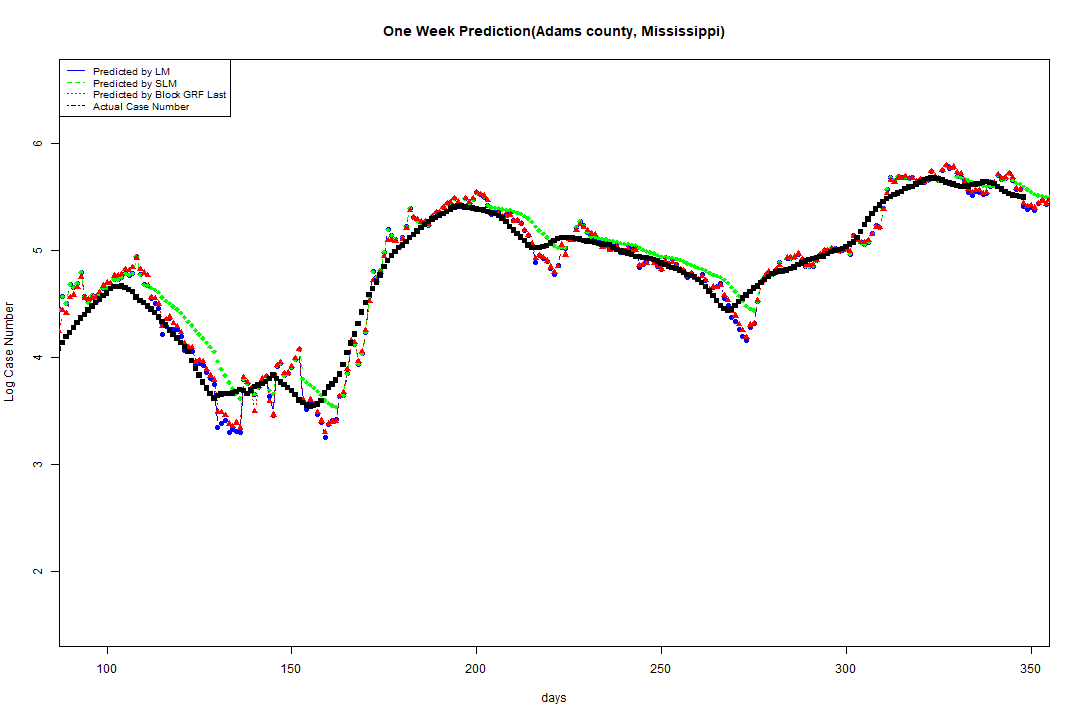 One Week Prediction(Adams county, Mississippi)
Predicted by LM
Predicted by SLM
Predicted by Block GRF Last
Actual Case Number
Log Case Number
6
5
4
3
2
100 150 200 250 300 350
days